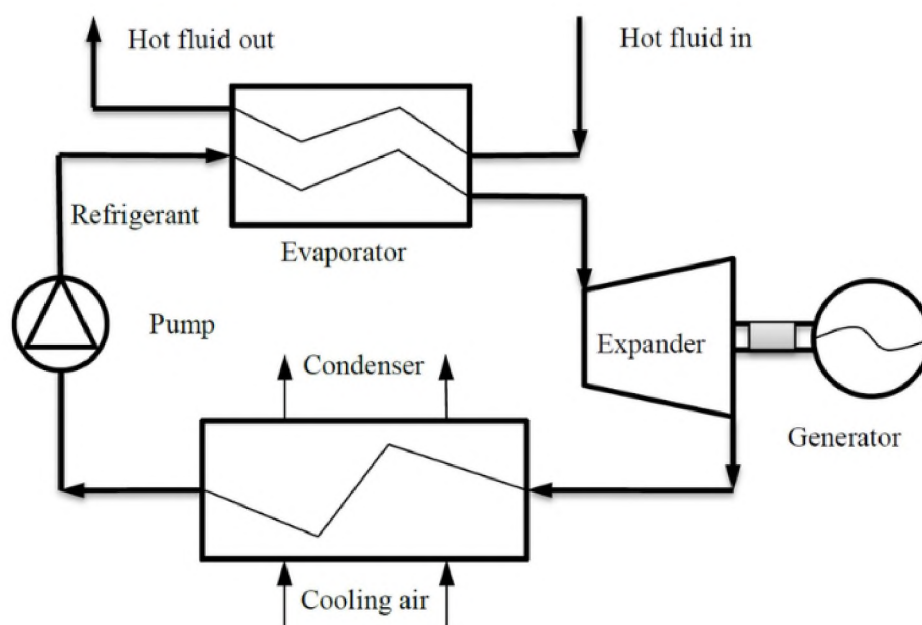 Hot fluid out
Hot fluid in
Refrigerant
Evaporator
Pump
Expander
Condenser
Generator
Cooling air